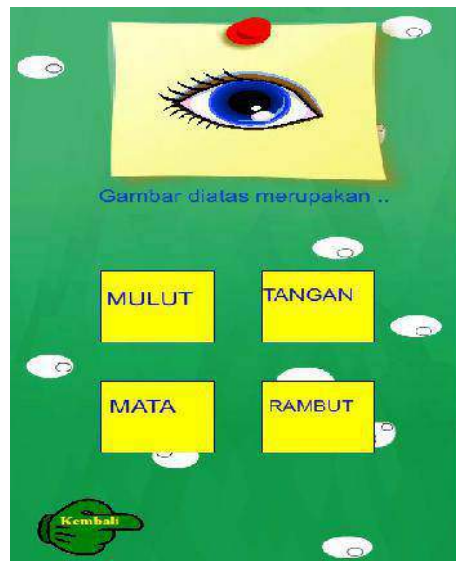 Gambar diatas merupakan ..
MULUT
TANGAN
MATA
RAMBUT
Kembali